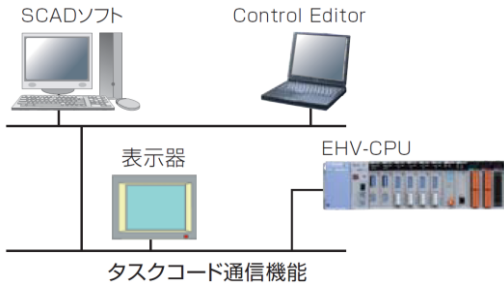 SCADソフト
Control Editor
表示器
EHV-CPU
タスクコード通信機能